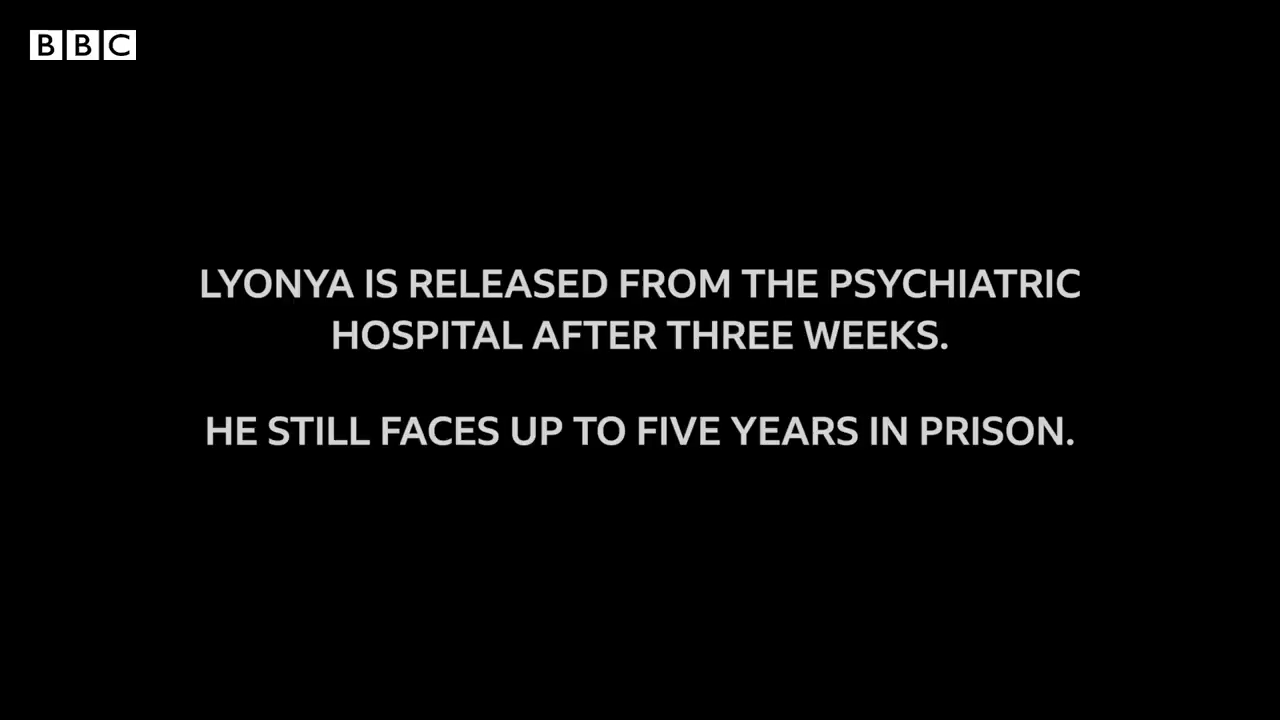 BBC
LYONYA IS RELEASED FROM THE PSYCHIATRIC
HOSPITAL AFTER THREE WEEKS.
HE STILL FACES UP TO FIVE YEARS IN PRISON.